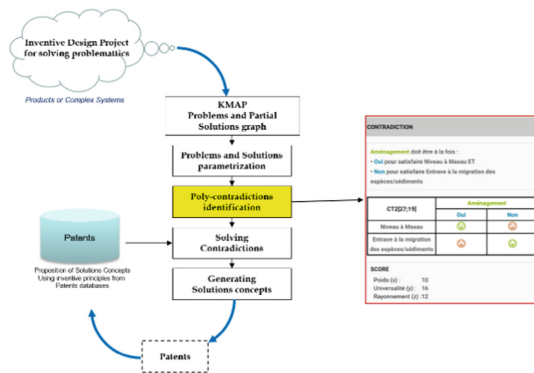 Inventive Design Project
for solving problemattics
Products or Complex Systems
KMAP
Problems and Partial
Solutions graph
Problems and Solutions
parametrization
Poly-contradictions
identification
Solving
Contradictions
Generating
Solutions concepts
Patents
Patents
Proposition of Solutions Concepts
Using inventive principles from
Patents databases
CONTRADICTION
Aménagement doit être à la fois :
• Oui pour satisfaire Niveau à Masau ET
• Non pour satisfaire Entrave à la migration des
espèces/sédiments
CT2[27;19]
Aménagement
Oui Non
Niveau à Masau
Entrave à la migration
des espèces/sédiments
SCORE
Poids (x) : 10
Universalité (y) : 16
Rayonnement (z) :12